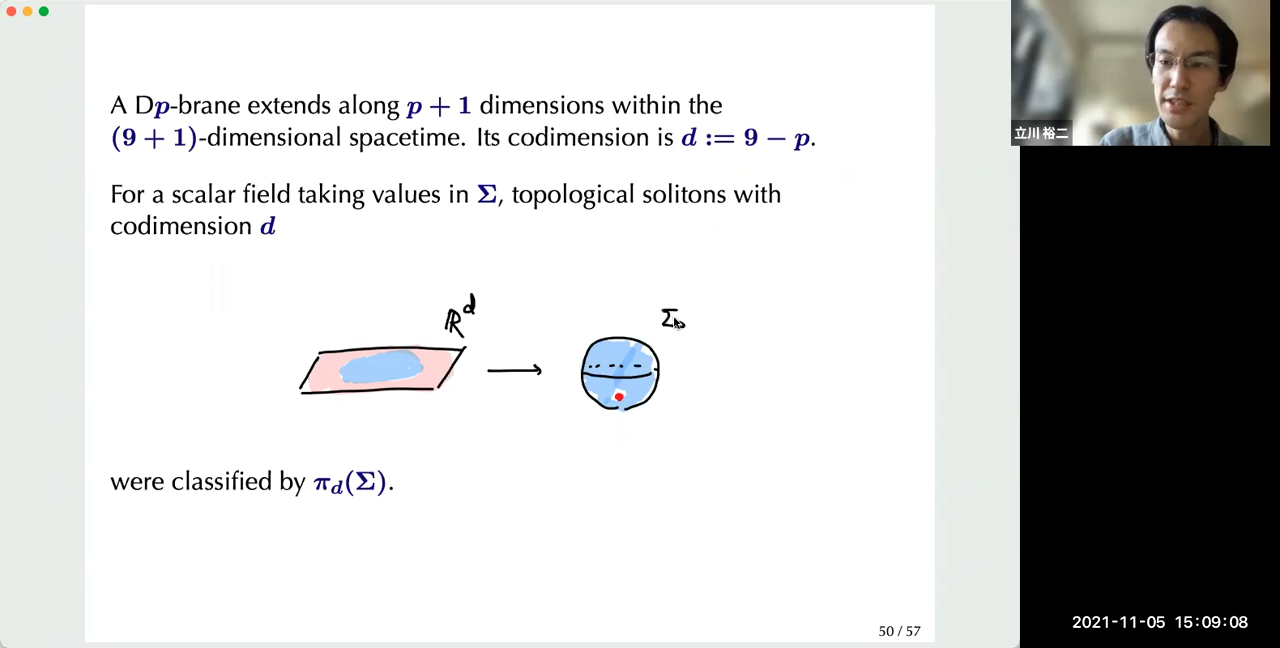 A Dp-brane extends along p + 1 dimensions within the
(9 + 1)-dimensional spacetime. Its codimension is d := 9 − p.
For a scalar field taking values in Σ, topological solitons with
codimension d
ℝᵈ
Σ
were classified by π_d(Σ).
50 / 57
立川 裕二
2021-11-05 15:09:08